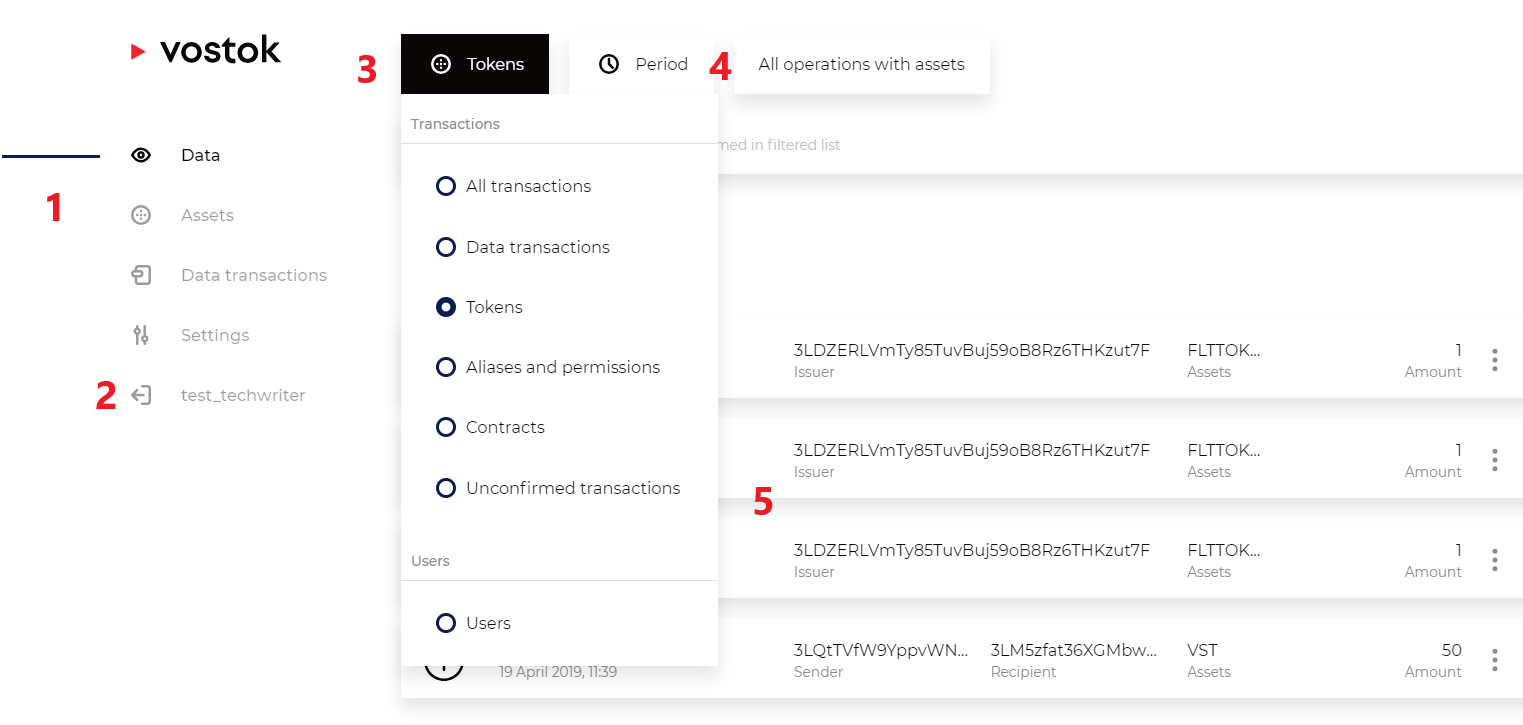 vostok
1
Data
Assets
Data transactions
Settings
2
test_techwriter
3
Tokens
Period
4
All operations with assets
in filtered list
Transactions
All transactions
Data transactions
Tokens
Aliases and permissions
Contracts
Unconfirmed transactions
Users
Users
3LDZERLVmTy85TuvBuj59oB8Rz6THKzut7F FLTTOK... 1
Issuer Assets Amount
3LDZERLVmTy85TuvBuj59oB8Rz6THKzut7F FLTTOK... 1
Issuer Assets Amount
5
3LDZERLVmTy85TuvBuj59oB8Rz6THKzut7F FLTTOK... 1
Issuer Assets Amount
3LQtTVfW9YppvWN... 3LM5zfat36XGMbw... VST 50
19 April 2019, 11:39 Sender Recipient Assets Amount